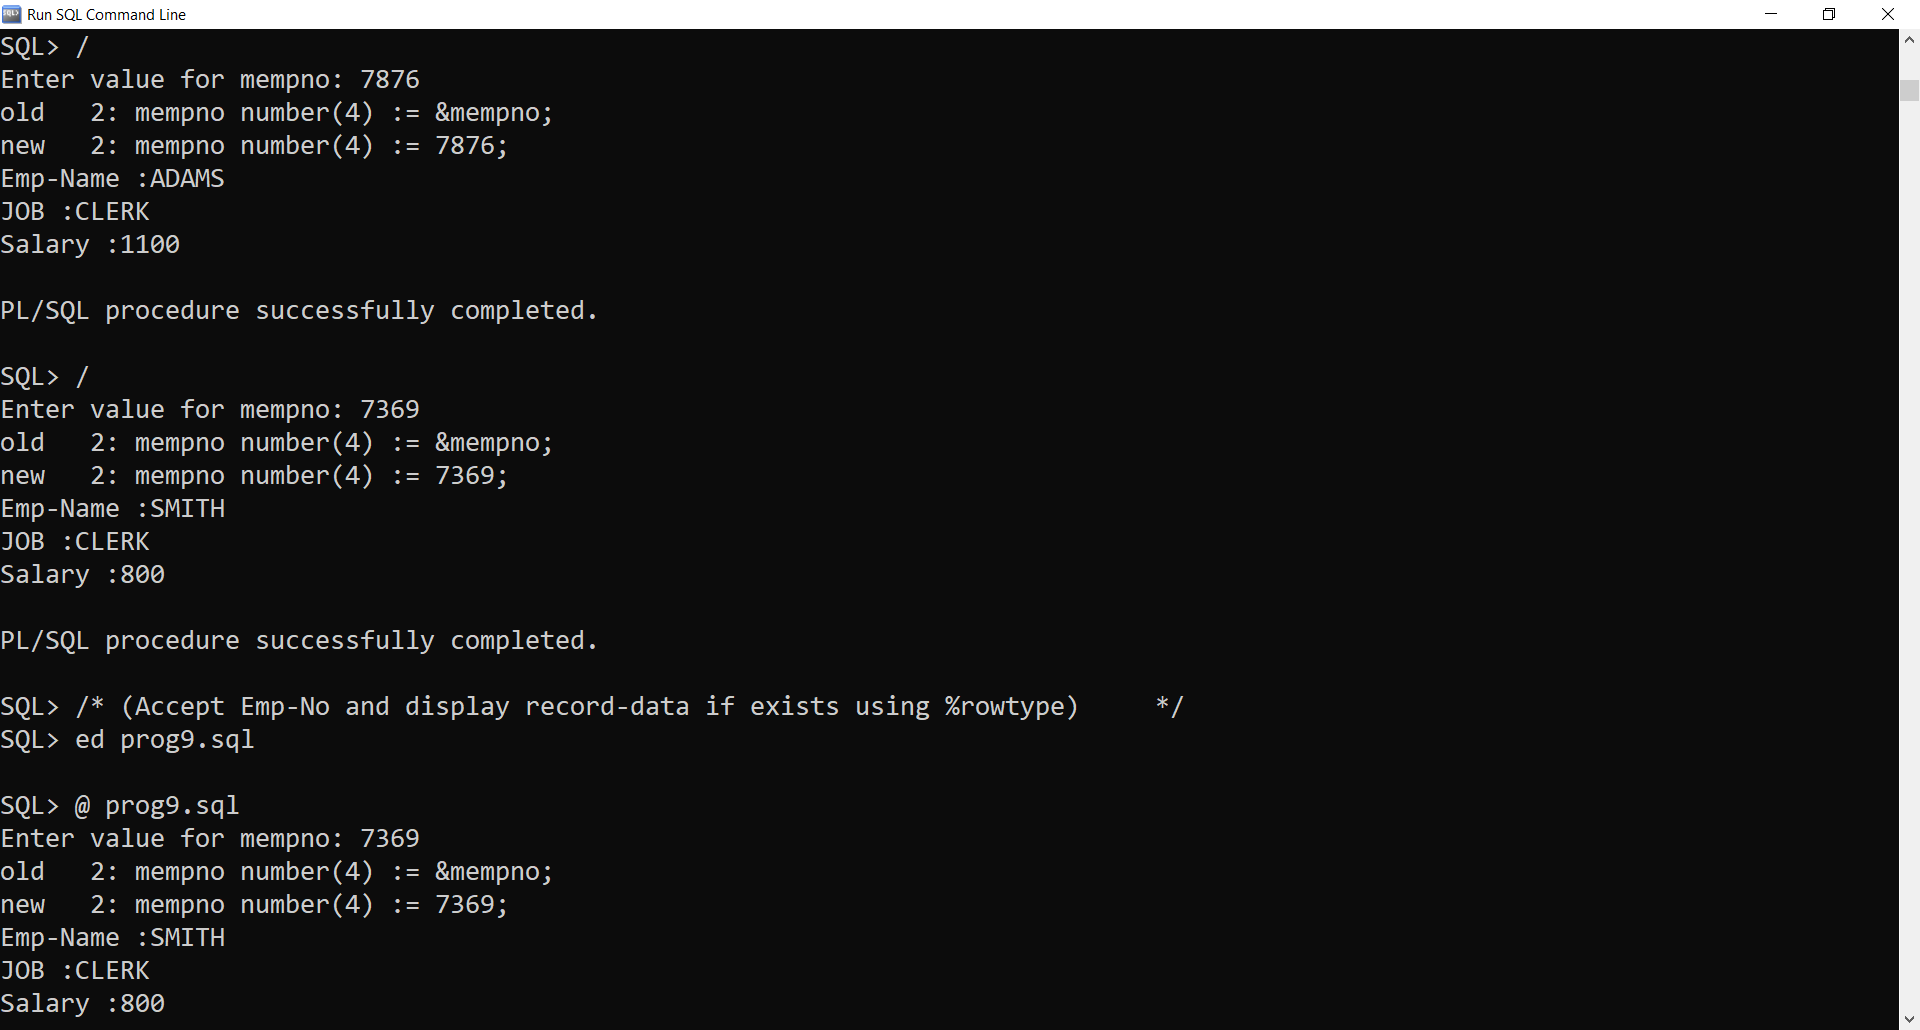 Run SQL Command Line
SQL> /
Enter value for mempno: 7876
old   2: mempno number(4) := &mempno;
new   2: mempno number(4) := 7876;
Emp-Name :ADAMS
JOB :CLERK
Salary :1100
PL/SQL procedure successfully completed.
SQL> /
Enter value for mempno: 7369
old   2: mempno number(4) := &mempno;
new   2: mempno number(4) := 7369;
Emp-Name :SMITH
JOB :CLERK
Salary :800
PL/SQL procedure successfully completed.
SQL> /* (Accept Emp-No and display record-data if exists using %rowtype)     */
SQL> ed prog9.sql
SQL> @ prog9.sql
Enter value for mempno: 7369
old   2: mempno number(4) := &mempno;
new   2: mempno number(4) := 7369;
Emp-Name :SMITH
JOB :CLERK
Salary :800